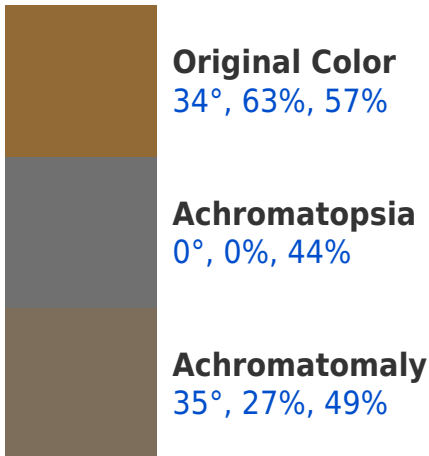 Original Color
34°, 63%, 57%
Achromatopsia
0°, 0%, 44%
Achromatomaly
35°, 27%, 49%